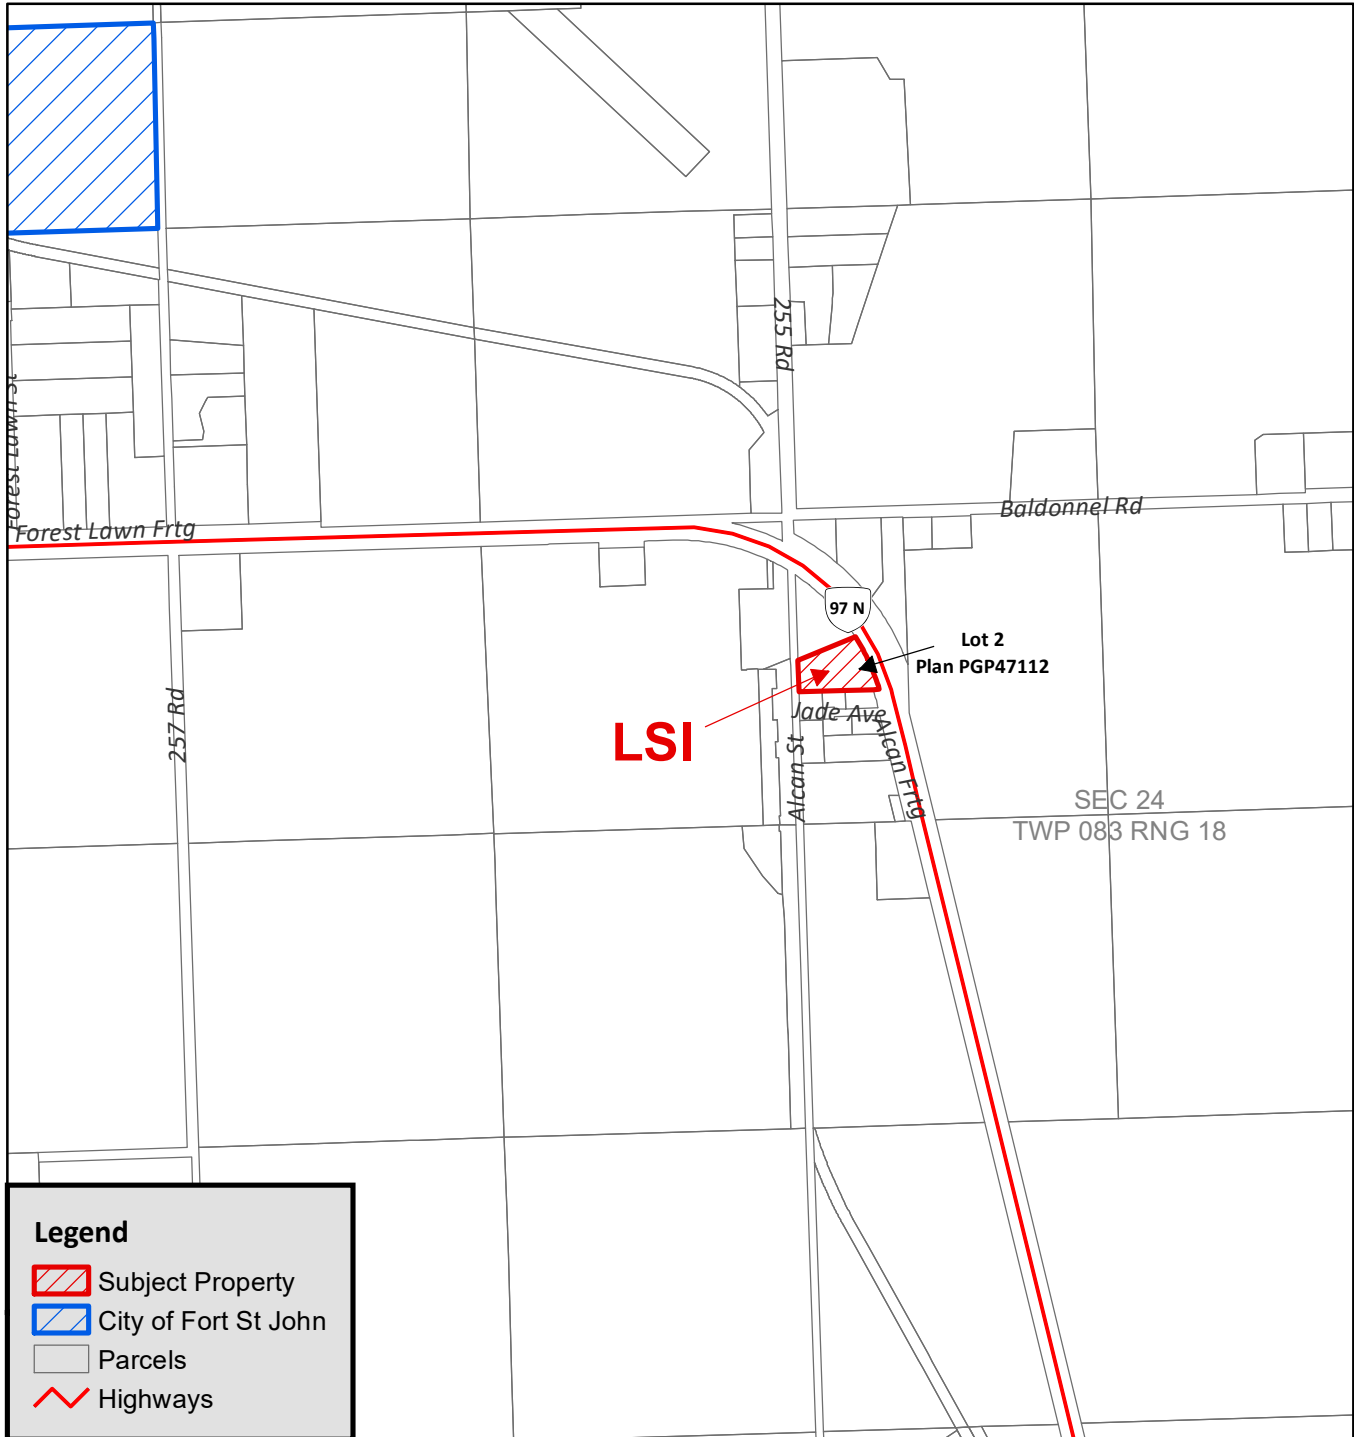 255 Rd
Forest Lawn St
Forest Lawn Frtg
Baldonnel Rd
97 N
Lot 2
Plan PGP47112
LSI
Jade Ave
257 Rd
Alcan St
Alcan Frtg
SEC 24
TWP 083 RNG 18
Legend
Subject Property
City of Fort St John
Parcels
Highways